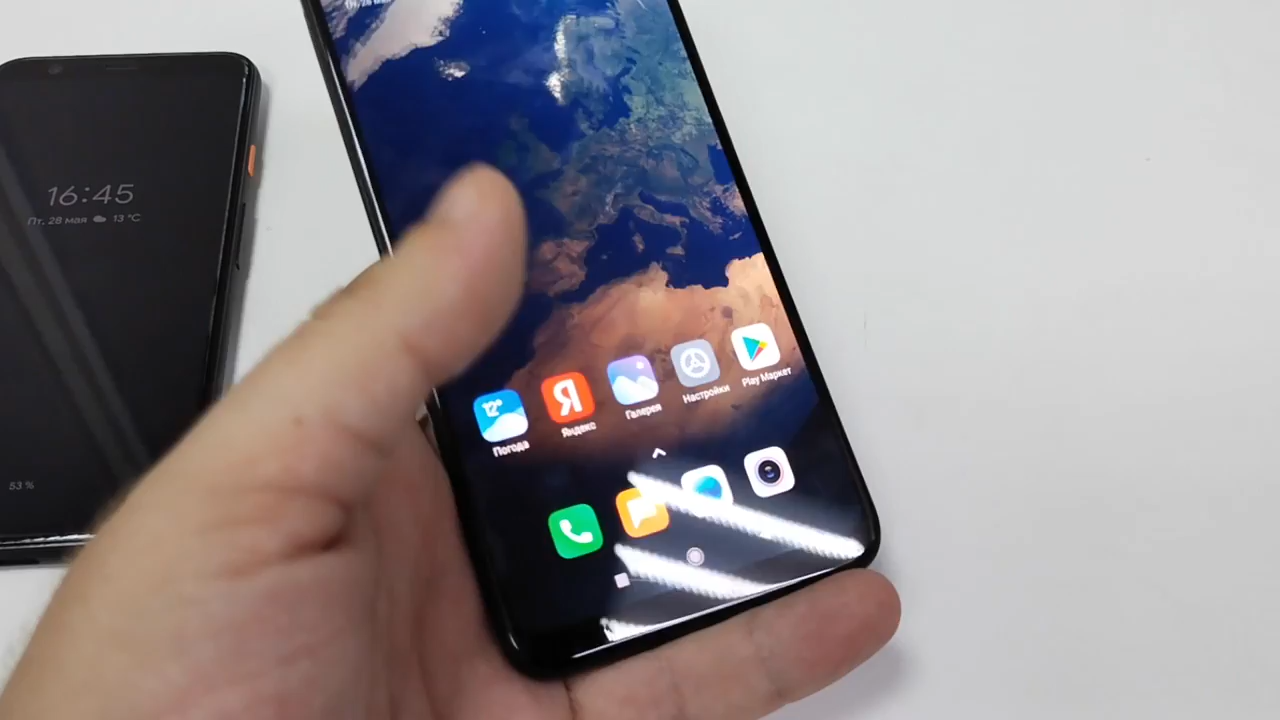 16:45
Пт, 28 мая 13 °C
53 %
12°
Погода
Я
Яндекс
Галерея
Настройки
Play Маркет